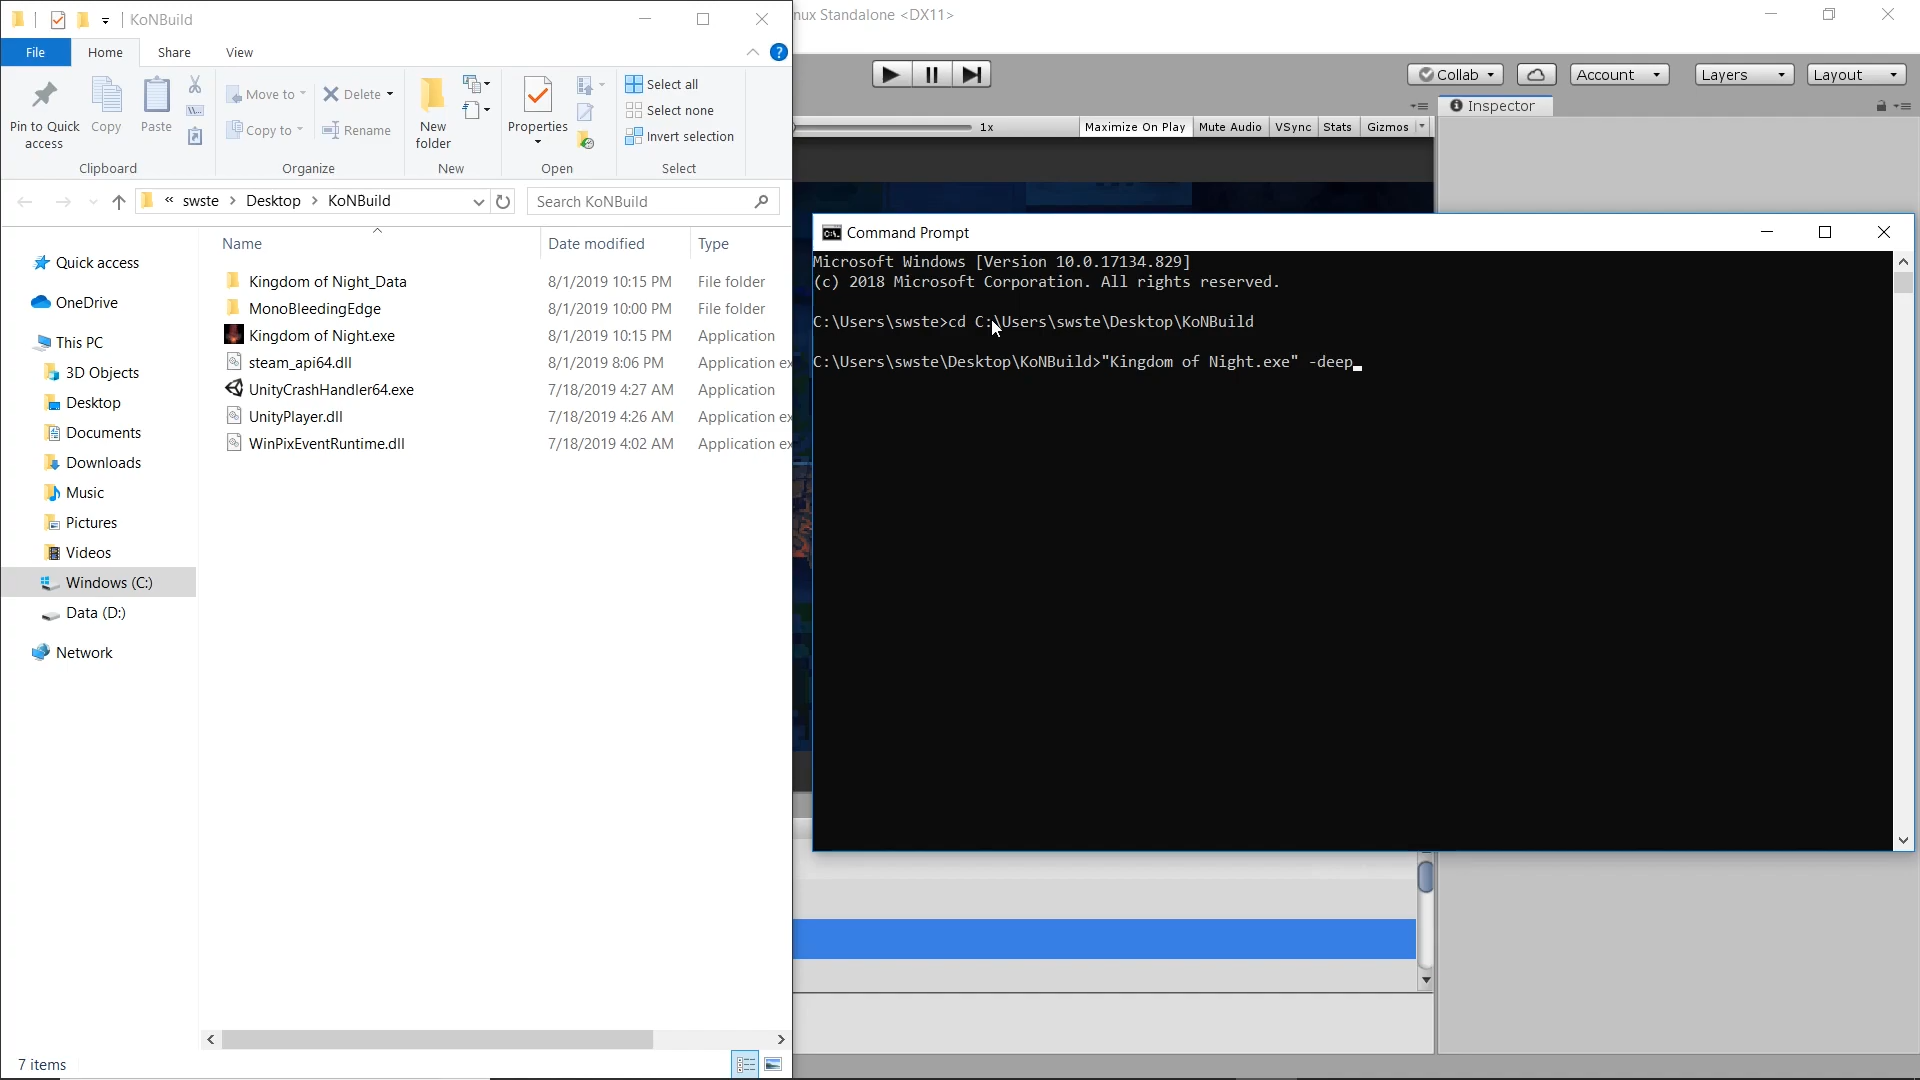 KoNBuild
File
Home
Share
View
Pin to Quick access
Copy
Paste
Clipboard
Move to
Copy to
Delete
Rename
Organize
New folder
New
Properties
Open
Select all
Select none
Invert selection
Select
« swste > Desktop > KoNBuild
Search KoNBuild
Quick access
OneDrive
This PC
3D Objects
Desktop
Documents
Downloads
Music
Pictures
Videos
Windows (C:)
Data (D:)
Network
Name Date modified Type
Kingdom of Night_Data 8/1/2019 10:15 PM File folder
MonoBleedingEdge 8/1/2019 10:00 PM File folder
Kingdom of Night.exe 8/1/2019 10:15 PM Application
steam_api64.dll 8/1/2019 8:06 PM Application ex
UnityCrashHandler64.exe 7/18/2019 4:27 AM Application
UnityPlayer.dll 7/18/2019 4:26 AM Application ex
WinPixEventRuntime.dll 7/18/2019 4:02 AM Application ex
7 items
nux Standalone <DX11>
Collab
Account
Layers
Layout
1x
Maximize On Play
Mute Audio
VSync
Stats
Gizmos
Inspector
Command Prompt
Microsoft Windows [Version 10.0.17134.829]
(c) 2018 Microsoft Corporation. All rights reserved.
C:\Users\swste>cd C:\Users\swste\Desktop\KoNBuild
C:\Users\swste\Desktop\KoNBuild>"Kingdom of Night.exe" -deep_